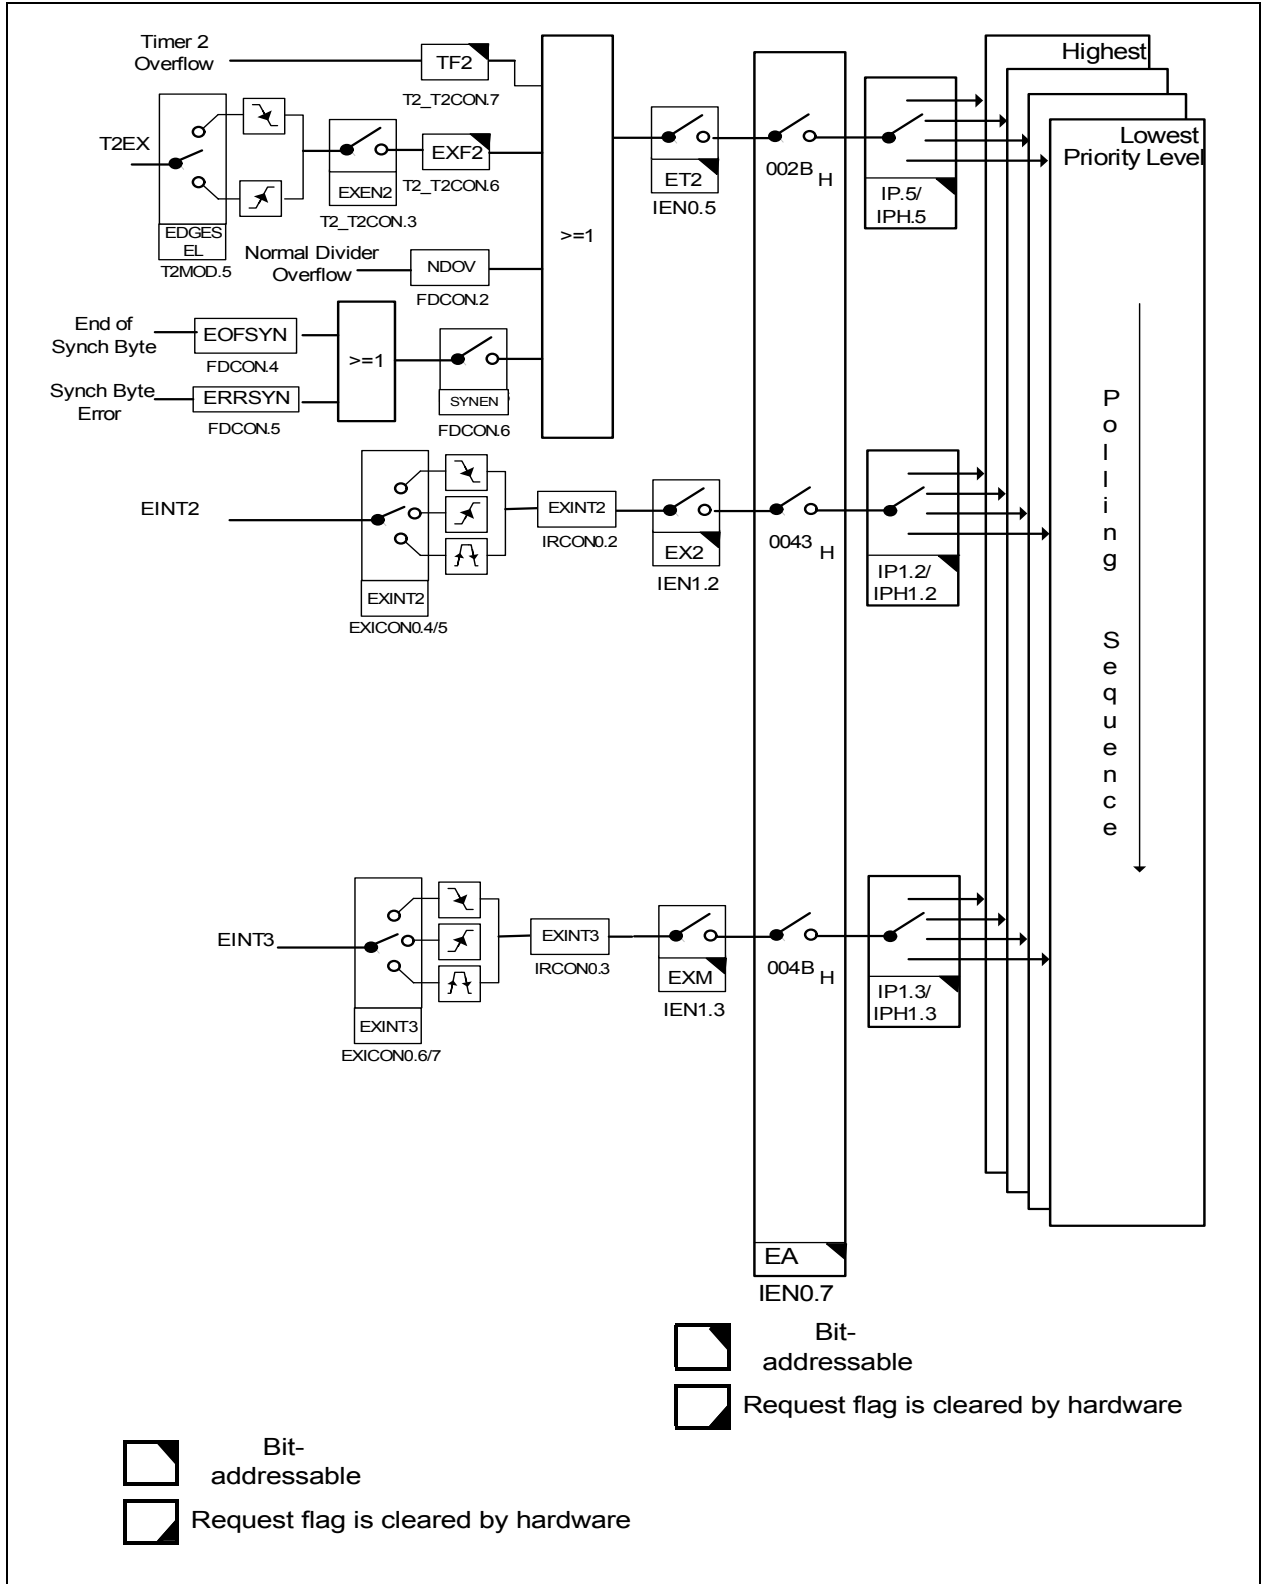 Timer 2
Overflow
TF2
T2_T2CON.7
Highest
Lowest
Priority Level
T2EX
EDGES
EL
T2MOD.5
EXEN2
T2_T2CON.3
EXF2
T2_T2CON.6
>=1
ET2
IEN0.5
002B H
IP.5/
IPH.5
Normal Divider
Overflow
NDOV
FDCON.2
End of
Synch Byte
EOFSYN
FDCON.4
Synch Byte
Error
ERRSYN
FDCON.5
>=1
SYNEN
FDCON.6
EINT2
EXINT2
EXICON0.4/5
EXINT2
IRCON0.2
EX2
IEN1.2
0043 H
IP1.2/
IPH1.2
Polling Sequence
EINT3
EXINT3
EXICON0.6/7
EXINT3
IRCON0.3
EXM
IEN1.3
004B H
IP1.3/
IPH1.3
EA
IEN0.7
Bit-
addressable
Request flag is cleared by hardware
Bit-
addressable
Request flag is cleared by hardware